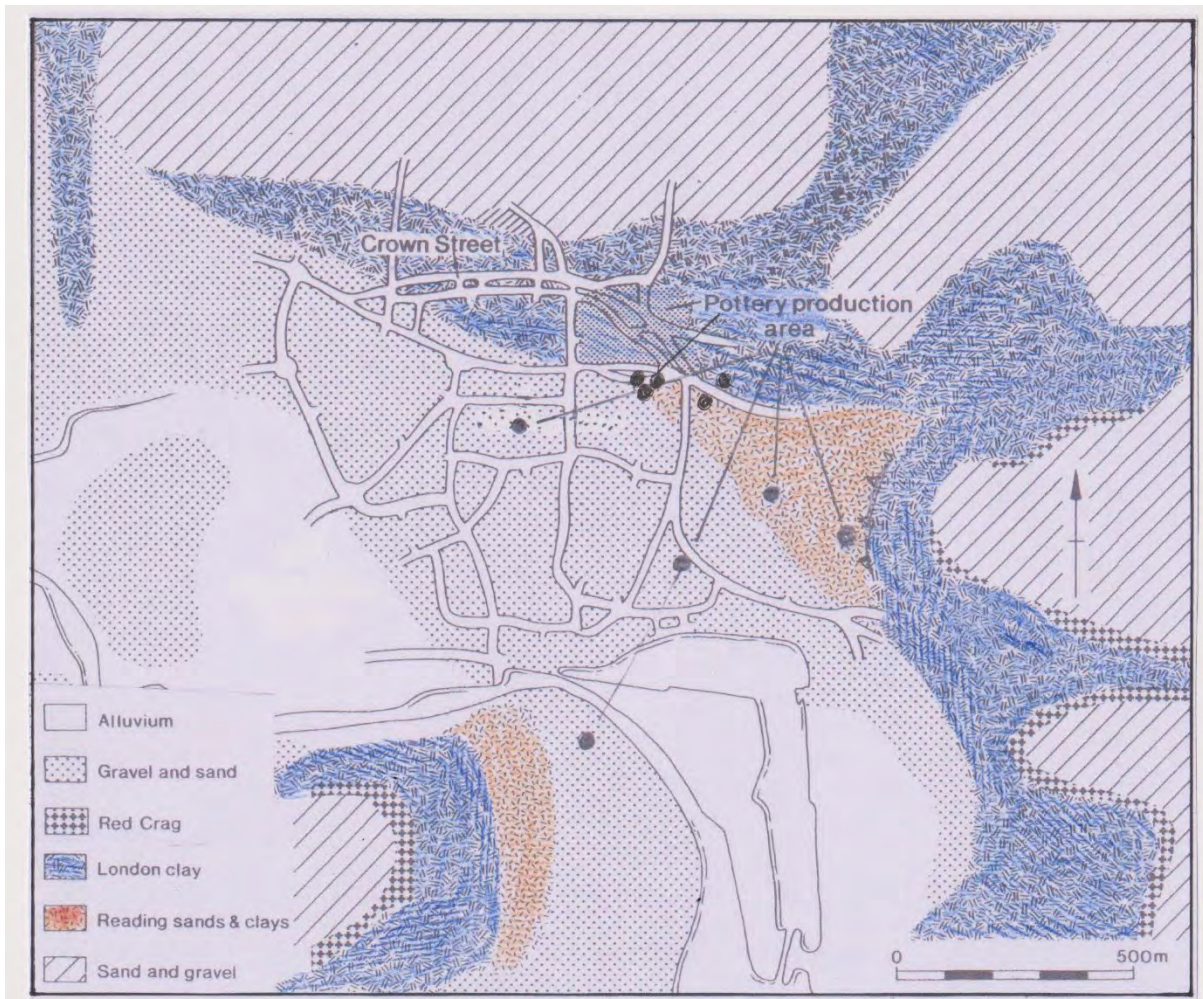 Crown Street
Pottery production
area
Alluvium
Gravel and sand
Red Crag
London clay
Reading sands & clays
Sand and gravel
0 500m